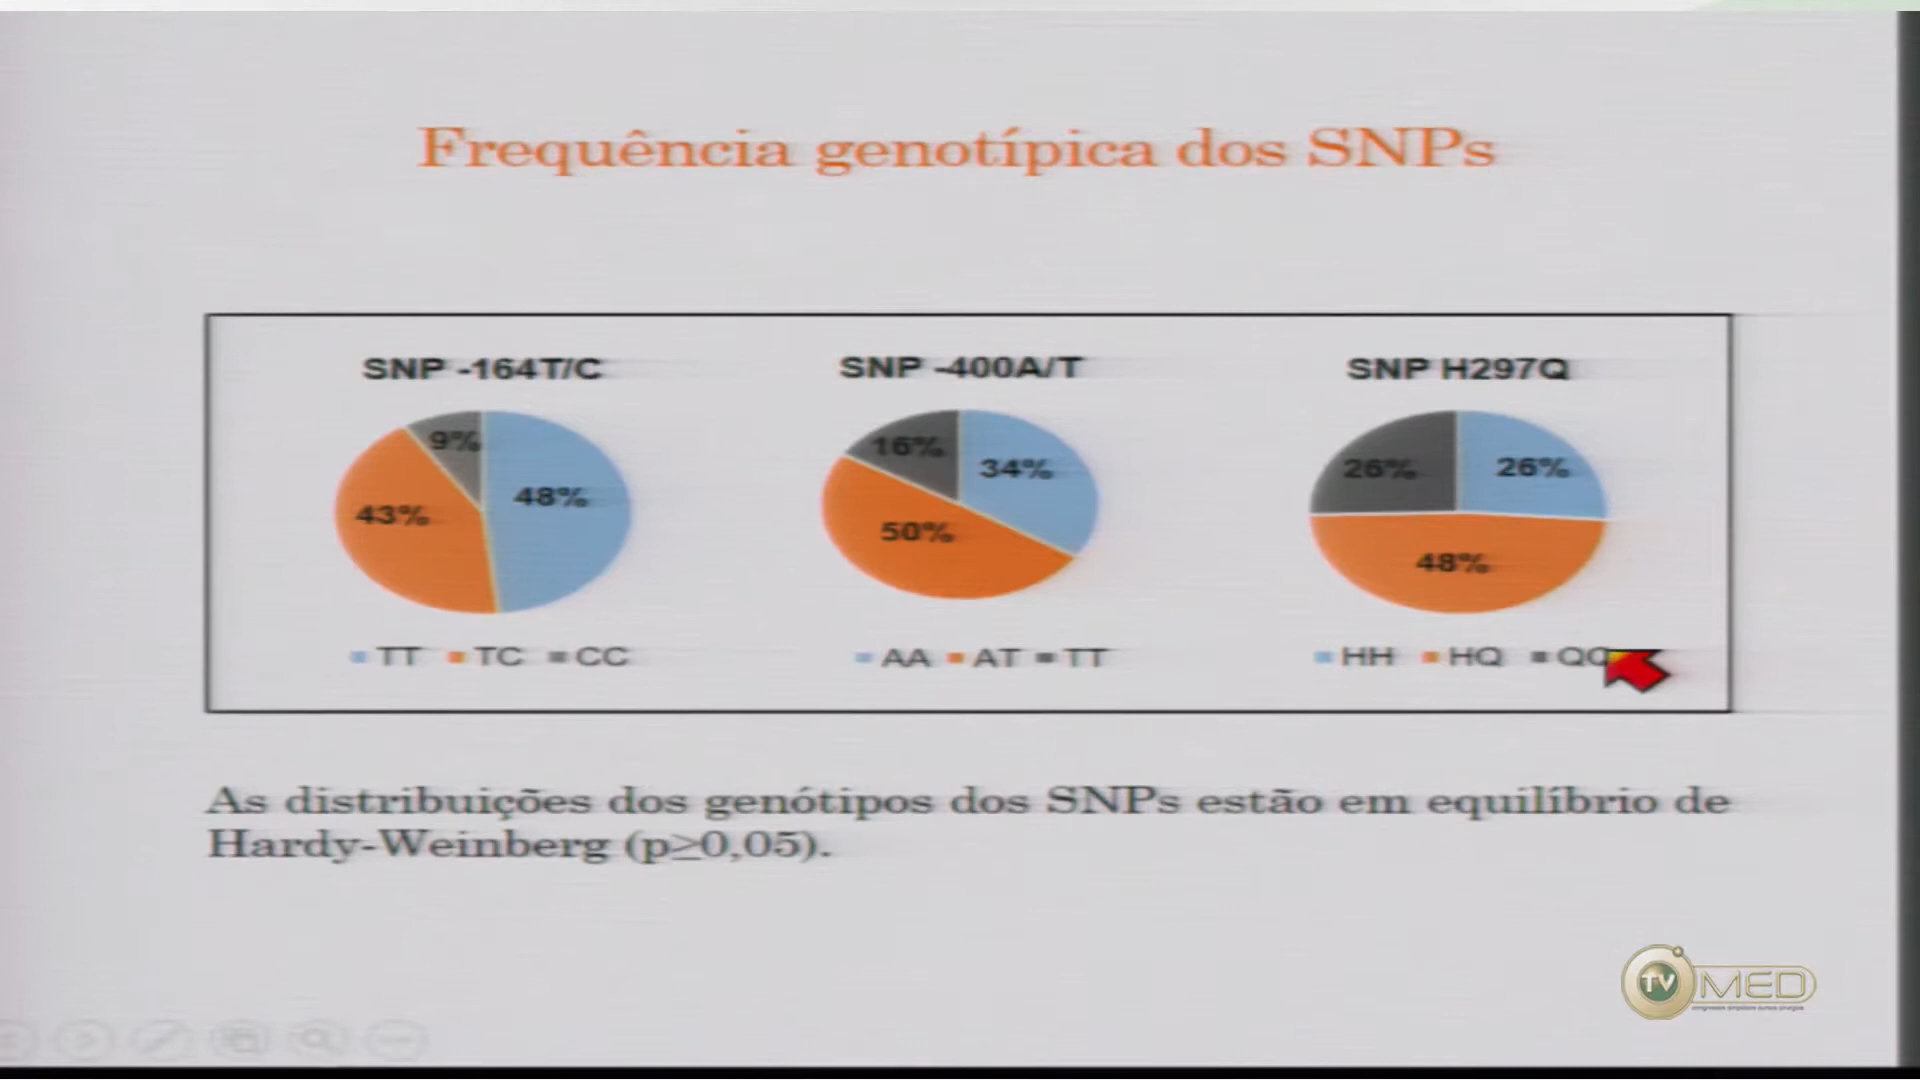 Frequência genotípica dos SNPs
SNP -164T/C
9%
48%
43%
TT TC CC
SNP -400A/T
16%
34%
50%
AA AT TT
SNP H297Q
26%
26%
48%
HH HQ
As distribuições dos genótipos dos SNPs estão em equilíbrio de
Hardy-Weinberg (p≥0,05).
TV MED